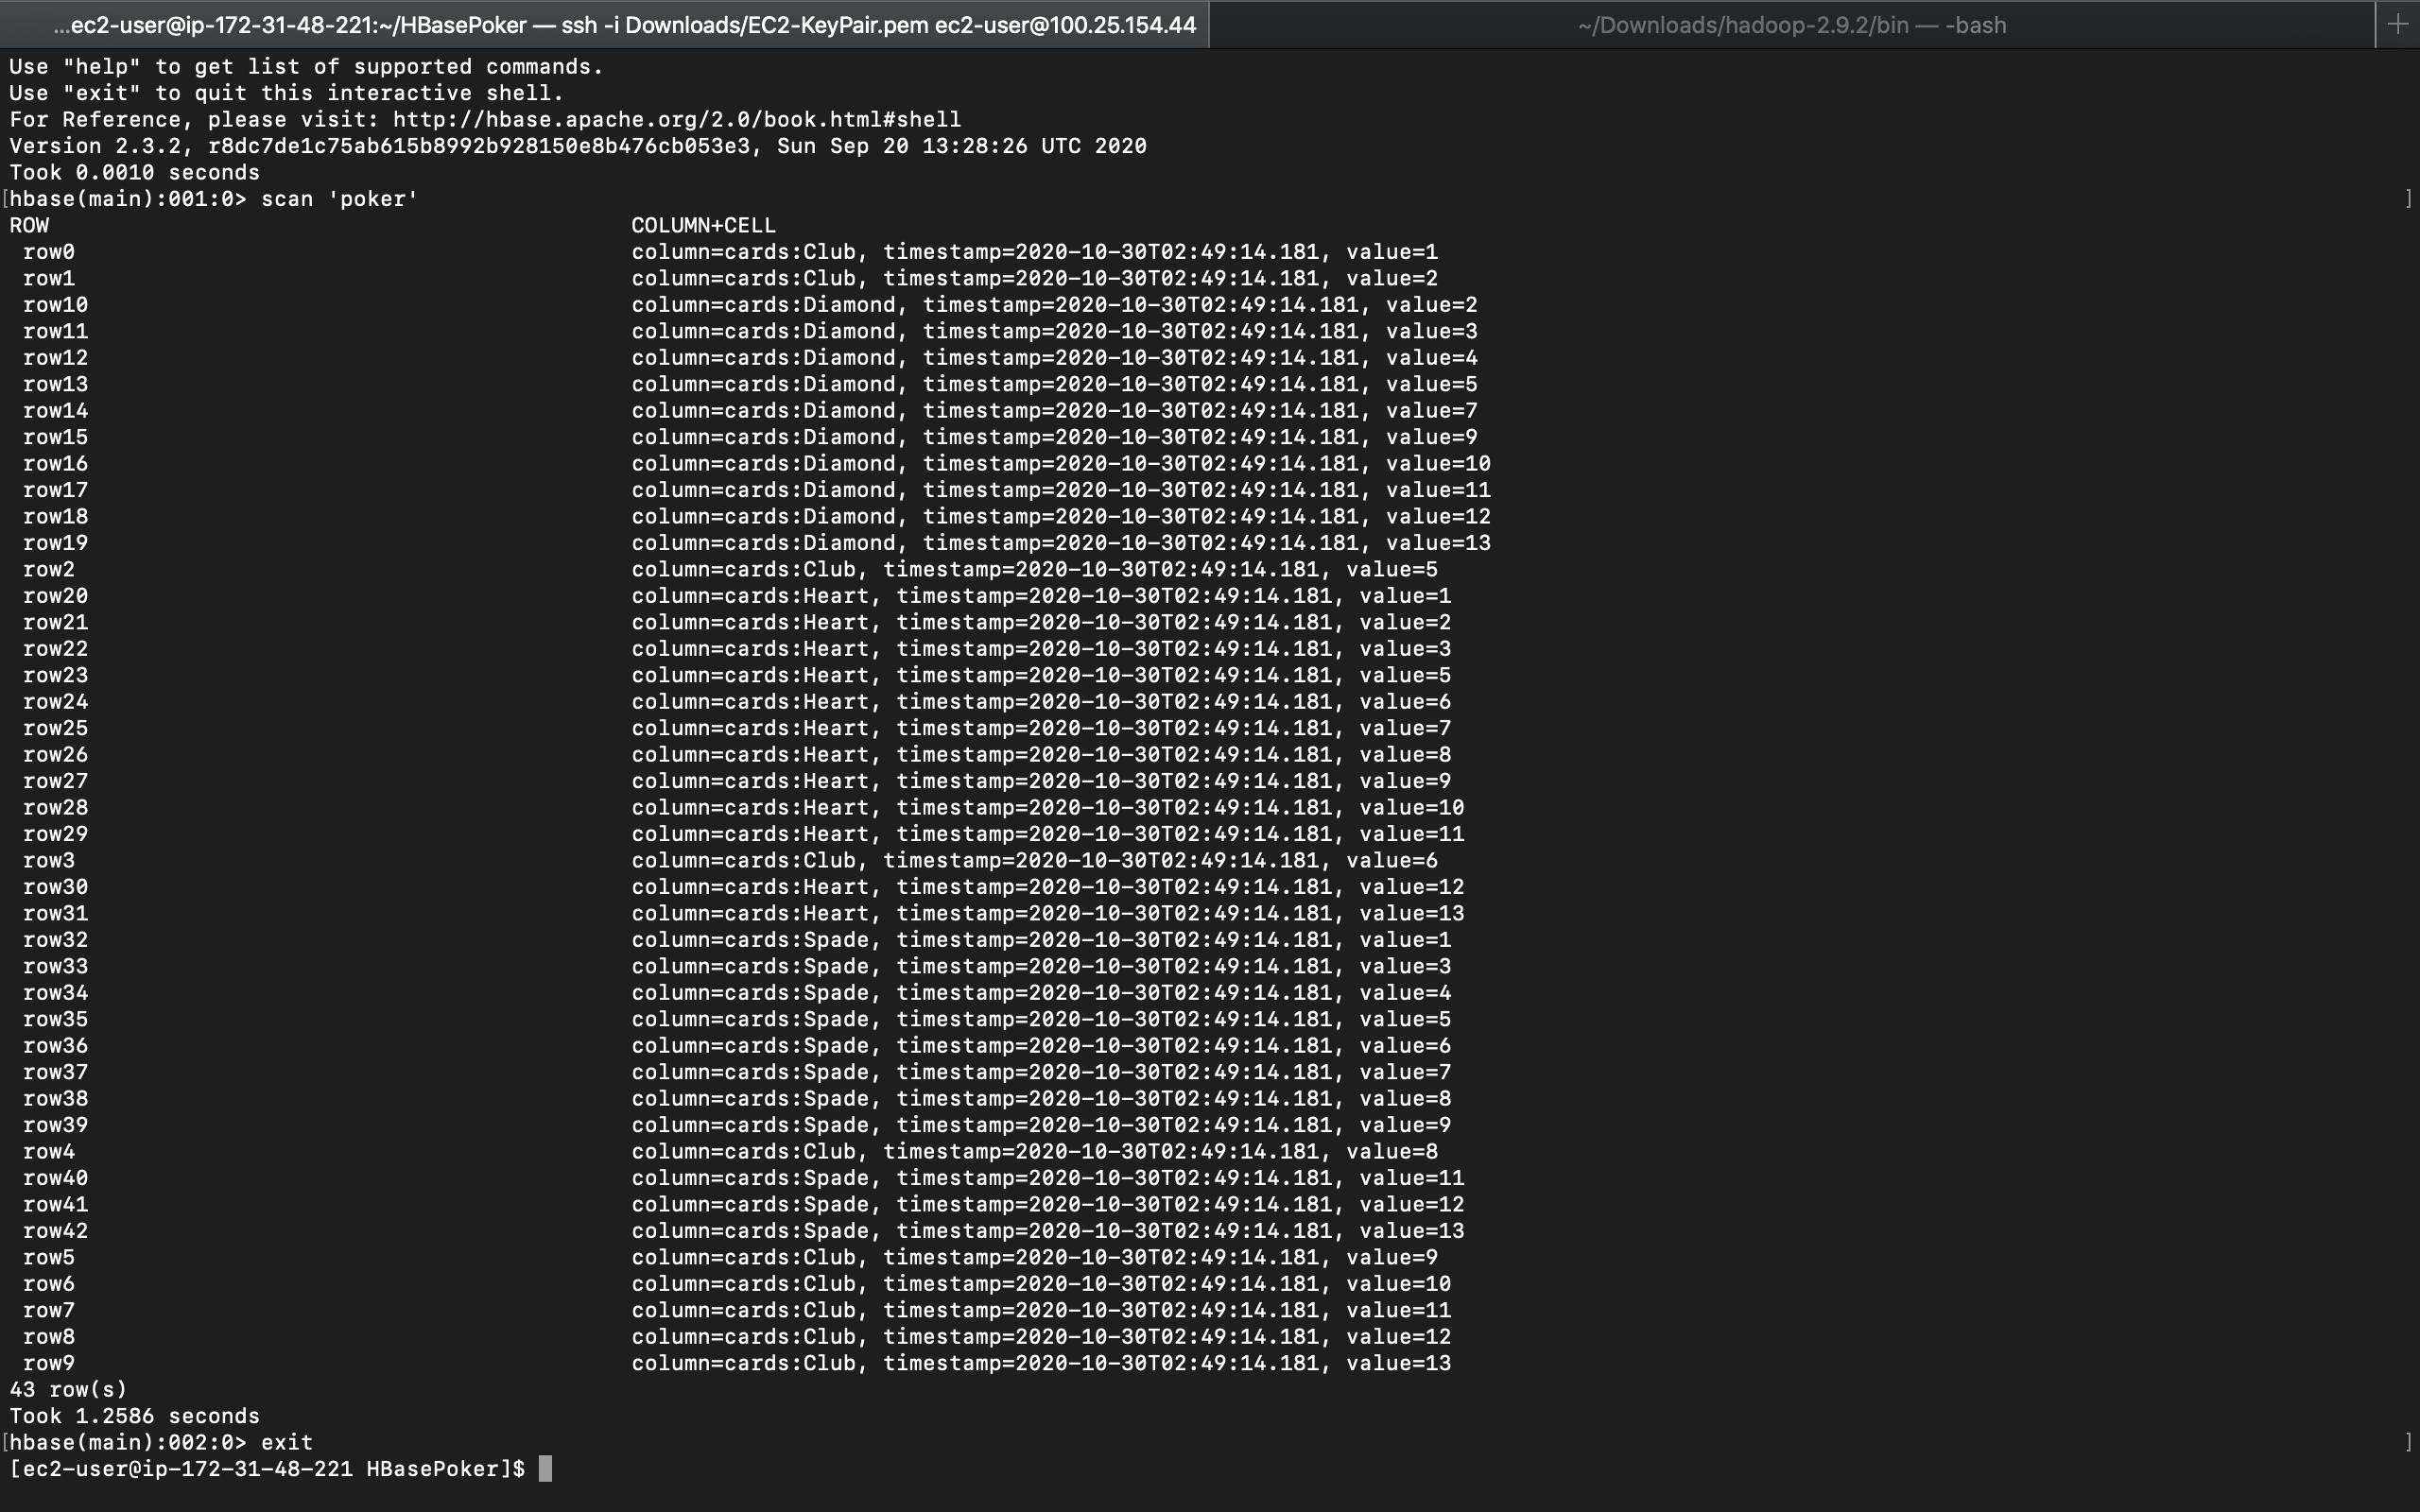 ...ec2-user@ip-172-31-48-221:~/HBasePoker — ssh -i Downloads/EC2-KeyPair.pem ec2-user@100.25.154.44
~/Downloads/hadoop-2.9.2/bin — -bash
+
Use "help" to get list of supported commands.
Use "exit" to quit this interactive shell.
For Reference, please visit: http://hbase.apache.org/2.0/book.html#shell
Version 2.3.2, r8dc7de1c75ab615b8992b928150e8b476cb053e3, Sun Sep 20 13:28:26 UTC 2020
Took 0.0010 seconds
[hbase(main):001:0> scan 'poker' ]
ROW COLUMN+CELL
row0 column=cards:Club, timestamp=2020-10-30T02:49:14.181, value=1
row1 column=cards:Club, timestamp=2020-10-30T02:49:14.181, value=2
row10 column=cards:Diamond, timestamp=2020-10-30T02:49:14.181, value=2
row11 column=cards:Diamond, timestamp=2020-10-30T02:49:14.181, value=3
row12 column=cards:Diamond, timestamp=2020-10-30T02:49:14.181, value=4
row13 column=cards:Diamond, timestamp=2020-10-30T02:49:14.181, value=5
row14 column=cards:Diamond, timestamp=2020-10-30T02:49:14.181, value=7
row15 column=cards:Diamond, timestamp=2020-10-30T02:49:14.181, value=9
row16 column=cards:Diamond, timestamp=2020-10-30T02:49:14.181, value=10
row17 column=cards:Diamond, timestamp=2020-10-30T02:49:14.181, value=11
row18 column=cards:Diamond, timestamp=2020-10-30T02:49:14.181, value=12
row19 column=cards:Diamond, timestamp=2020-10-30T02:49:14.181, value=13
row2 column=cards:Club, timestamp=2020-10-30T02:49:14.181, value=5
row20 column=cards:Heart, timestamp=2020-10-30T02:49:14.181, value=1
row21 column=cards:Heart, timestamp=2020-10-30T02:49:14.181, value=2
row22 column=cards:Heart, timestamp=2020-10-30T02:49:14.181, value=3
row23 column=cards:Heart, timestamp=2020-10-30T02:49:14.181, value=5
row24 column=cards:Heart, timestamp=2020-10-30T02:49:14.181, value=6
row25 column=cards:Heart, timestamp=2020-10-30T02:49:14.181, value=7
row26 column=cards:Heart, timestamp=2020-10-30T02:49:14.181, value=8
row27 column=cards:Heart, timestamp=2020-10-30T02:49:14.181, value=9
row28 column=cards:Heart, timestamp=2020-10-30T02:49:14.181, value=10
row29 column=cards:Heart, timestamp=2020-10-30T02:49:14.181, value=11
row3 column=cards:Club, timestamp=2020-10-30T02:49:14.181, value=6
row30 column=cards:Heart, timestamp=2020-10-30T02:49:14.181, value=12
row31 column=cards:Heart, timestamp=2020-10-30T02:49:14.181, value=13
row32 column=cards:Spade, timestamp=2020-10-30T02:49:14.181, value=1
row33 column=cards:Spade, timestamp=2020-10-30T02:49:14.181, value=3
row34 column=cards:Spade, timestamp=2020-10-30T02:49:14.181, value=4
row35 column=cards:Spade, timestamp=2020-10-30T02:49:14.181, value=5
row36 column=cards:Spade, timestamp=2020-10-30T02:49:14.181, value=6
row37 column=cards:Spade, timestamp=2020-10-30T02:49:14.181, value=7
row38 column=cards:Spade, timestamp=2020-10-30T02:49:14.181, value=8
row39 column=cards:Spade, timestamp=2020-10-30T02:49:14.181, value=9
row4 column=cards:Club, timestamp=2020-10-30T02:49:14.181, value=8
row40 column=cards:Spade, timestamp=2020-10-30T02:49:14.181, value=11
row41 column=cards:Spade, timestamp=2020-10-30T02:49:14.181, value=12
row42 column=cards:Spade, timestamp=2020-10-30T02:49:14.181, value=13
row5 column=cards:Club, timestamp=2020-10-30T02:49:14.181, value=9
row6 column=cards:Club, timestamp=2020-10-30T02:49:14.181, value=10
row7 column=cards:Club, timestamp=2020-10-30T02:49:14.181, value=11
row8 column=cards:Club, timestamp=2020-10-30T02:49:14.181, value=12
row9 column=cards:Club, timestamp=2020-10-30T02:49:14.181, value=13
43 row(s)
Took 1.2586 seconds
[hbase(main):002:0> exit ]
[ec2-user@ip-172-31-48-221 HBasePoker]$